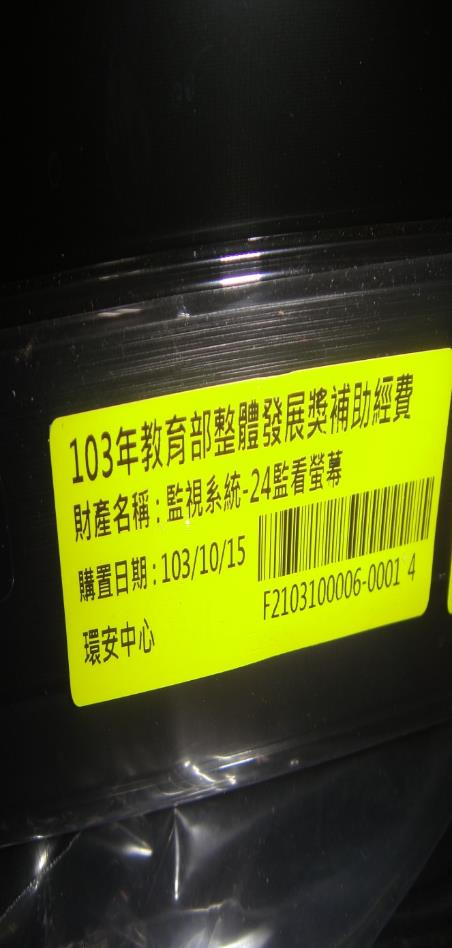 103年教育部整體發展獎補助經費
財產名稱:監視系統-24監看螢幕
購置日期:103/10/15
F2103100006-0001 4
環安中心